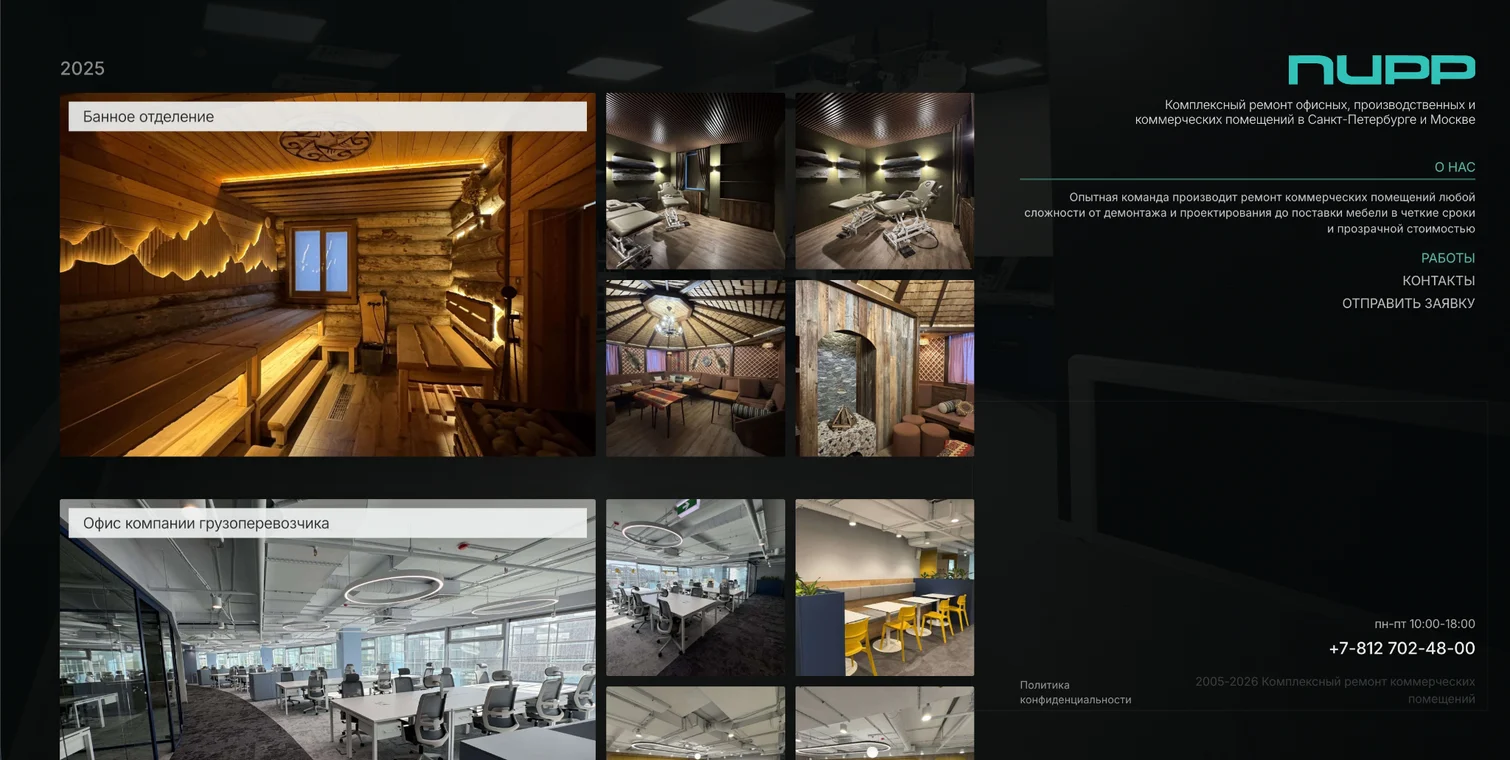 2025
Банное отделение
Офис компании грузоперевозчика
nupp
Комплексный ремонт офисных, производственных и
коммерческих помещений в Санкт-Петербурге и Москве
О НАС
Опытная команда производит ремонт коммерческих помещений любой
сложности от демонтажа и проектирования до поставки мебели в четкие сроки
и прозрачной стоимостью
РАБОТЫ
КОНТАКТЫ
ОТПРАВИТЬ ЗАЯВКУ
пн-пт 10:00-18:00
+7-812 702-48-00
Политика
конфиденциальности
2005-2026 Комплексный ремонт коммерческих
помещений